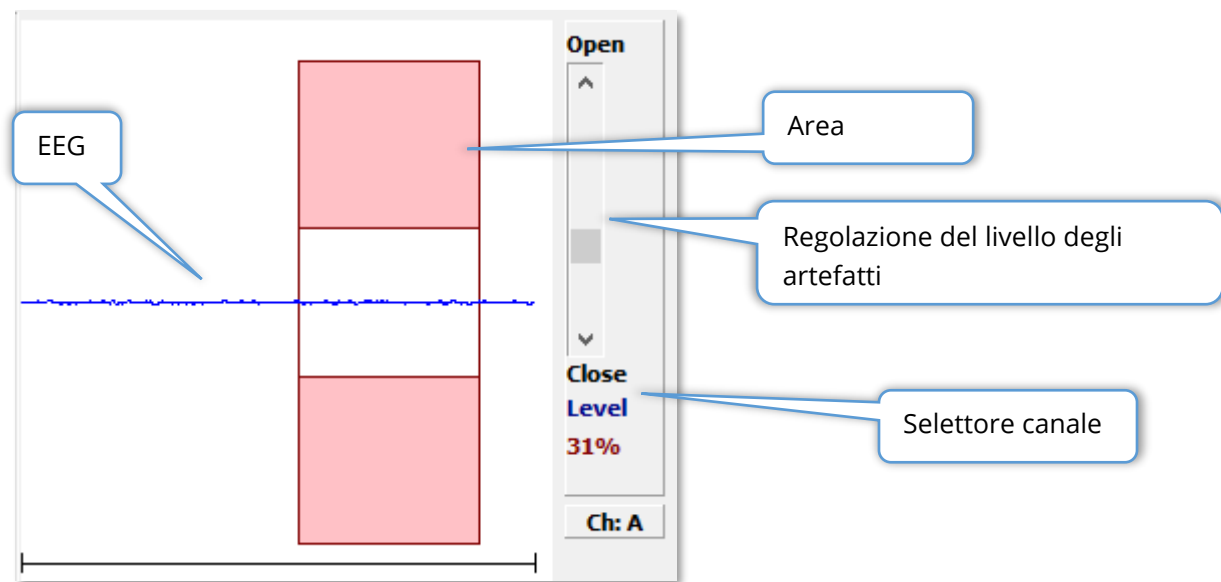 Open
EEG
Area
Regolazione del livello degli
artefatti
Close
Level
31%
Selettore canale
Ch: A